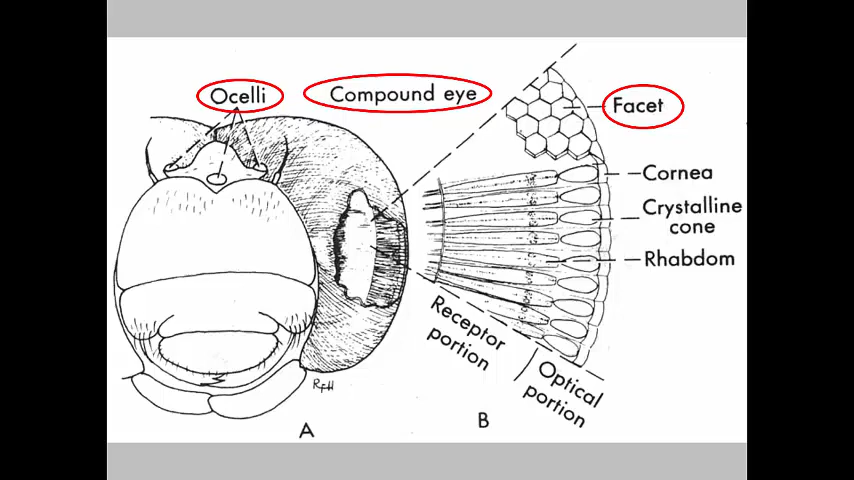 Ocelli
Compound eye
Facet
Cornea
Crystalline
cone
Rhabdom
Receptor
portion
Optical
portion
RFH
A
B